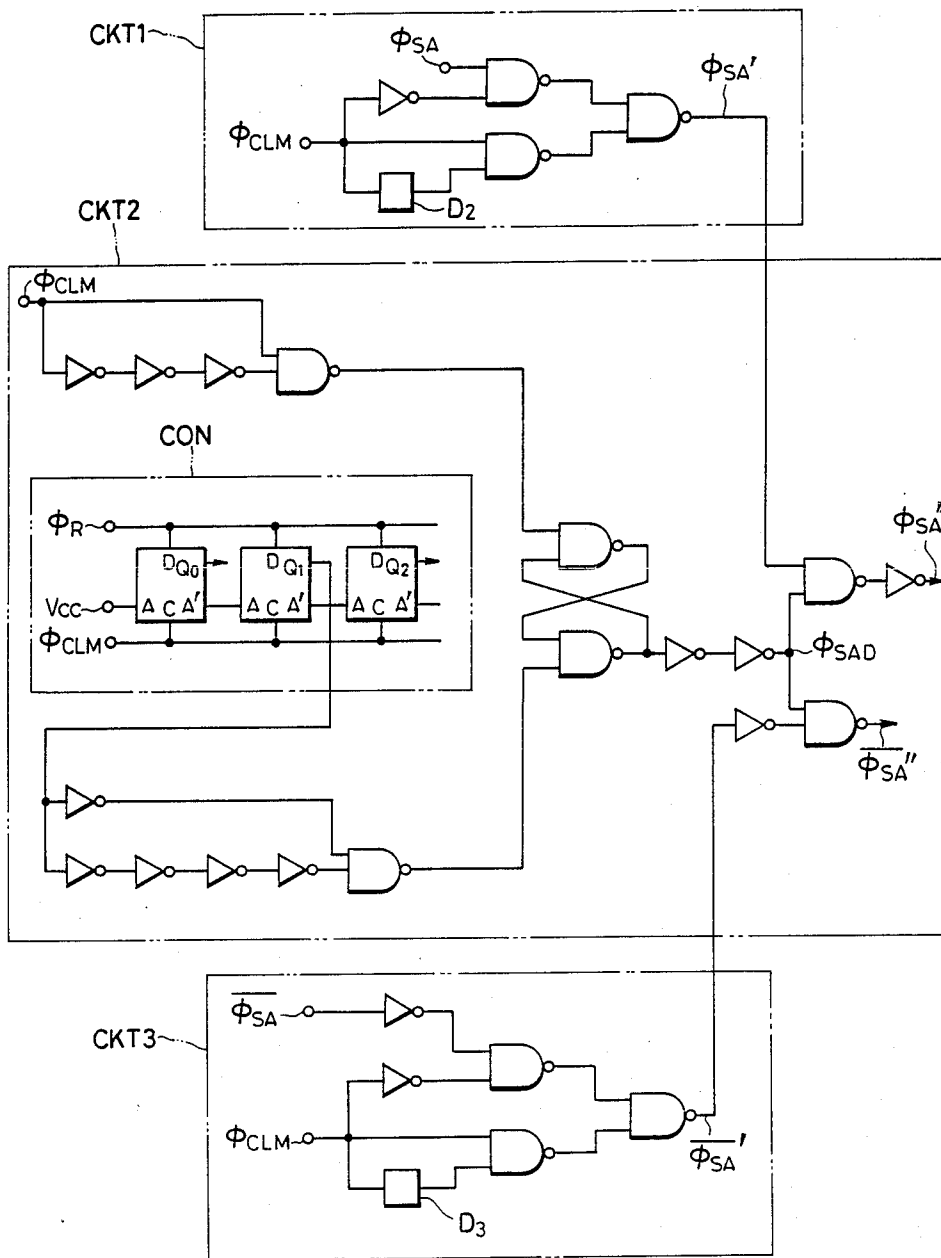 CKT1
ϕSA
ϕSA'
ϕCLM
D2
CKT2
ϕCLM
CON
ϕR
DQ0 DQ1 DQ2
VCC
A C A' A C A' A C A'
ϕCLM
ϕSA"
ϕSAD
ϕSA"
CKT3
ϕSA
ϕCLM
ϕSA'
D3